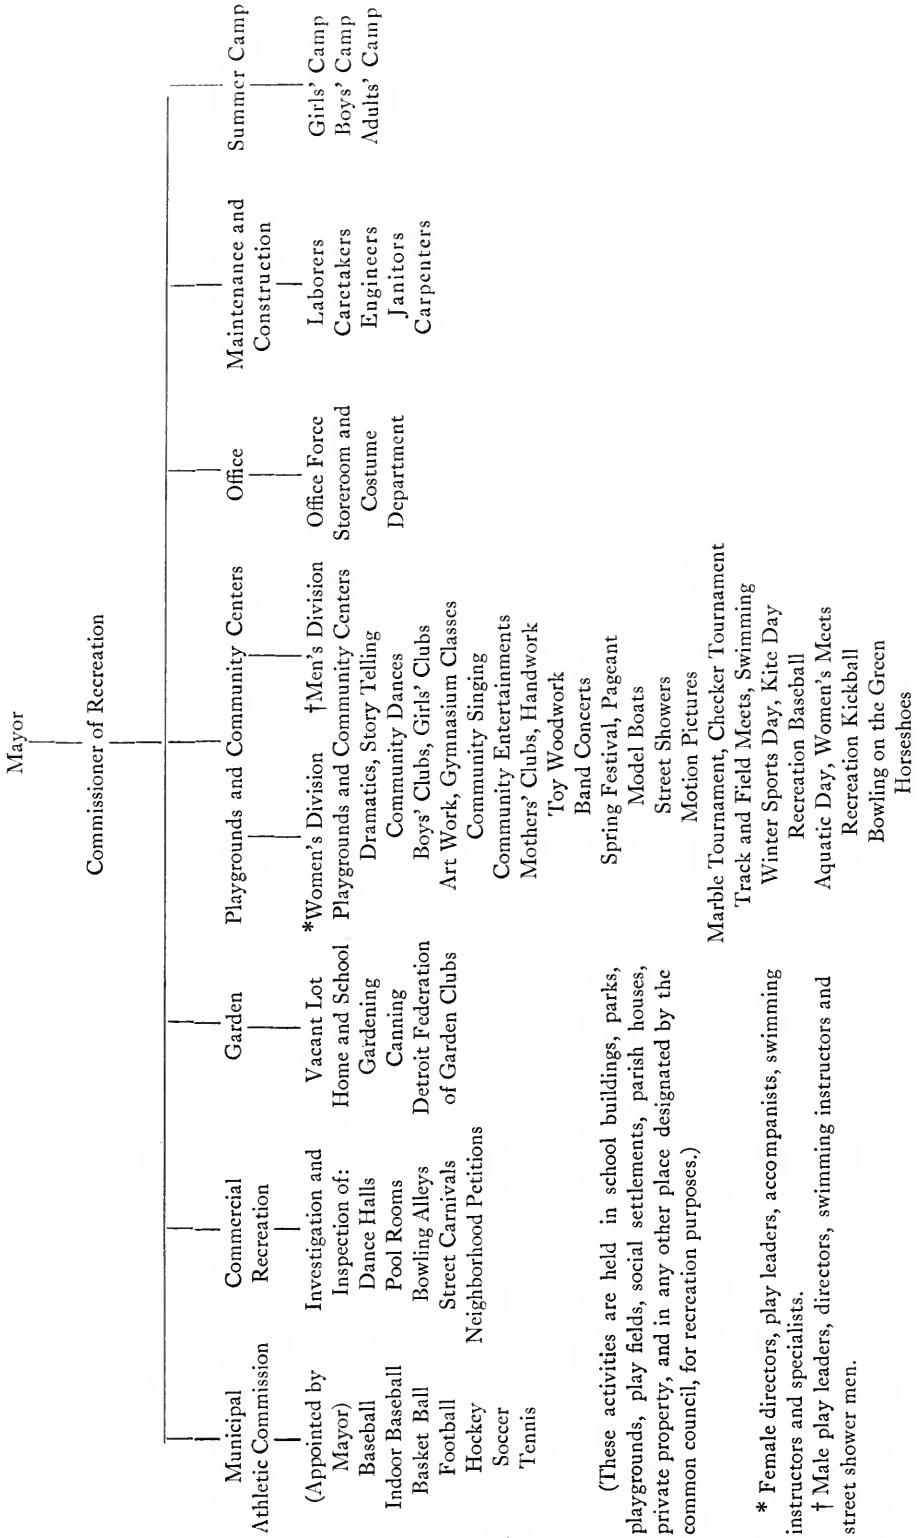 Mayor
Commissioner of Recreation
Municipal
Athletic Commission
(Appointed by
Mayor)
Baseball
Indoor Baseball
Basket Ball
Football
Hockey
Soccer
Tennis
Commercial
Recreation
Investigation and
Inspection of:
Dance Halls
Pool Rooms
Bowling Alleys
Street Carnivals
Neighborhood Petitions
Garden
Vacant Lot
Home and School
Gardening
Canning
Detroit Federation
of Garden Clubs
Playgrounds and Community Centers
*Women's Division †Men's Division
Playgrounds and Community Centers
Dramatics, Story Telling
Community Dances
Boys' Clubs, Girls' Clubs
Art Work, Gymnasium Classes
Community Singing
Community Entertainments
Mothers' Clubs, Handwork
Toy Woodwork
Band Concerts
Spring Festival, Pageant
Model Boats
Street Showers
Motion Pictures
Marble Tournament, Checker Tournament
Track and Field Meets, Swimming
Winter Sports Day, Kite Day
Recreation Baseball
Aquatic Day, Women's Meets
Recreation Kickball
Bowling on the Green
Horseshoes
Office
Office Force
Storeroom and
Costume
Department
Maintenance and
Construction
Laborers
Caretakers
Engineers
Janitors
Carpenters
Summer Camp
Girls' Camp
Boys' Camp
Adults' Camp
(These activities are held in school buildings, parks,
playgrounds, play fields, social settlements, parish houses,
private property, and in any other place designated by the
common council, for recreation purposes.)
* Female directors, play leaders, accompanists, swimming
instructors and specialists.
† Male play leaders, directors, swimming instructors and
street shower men.